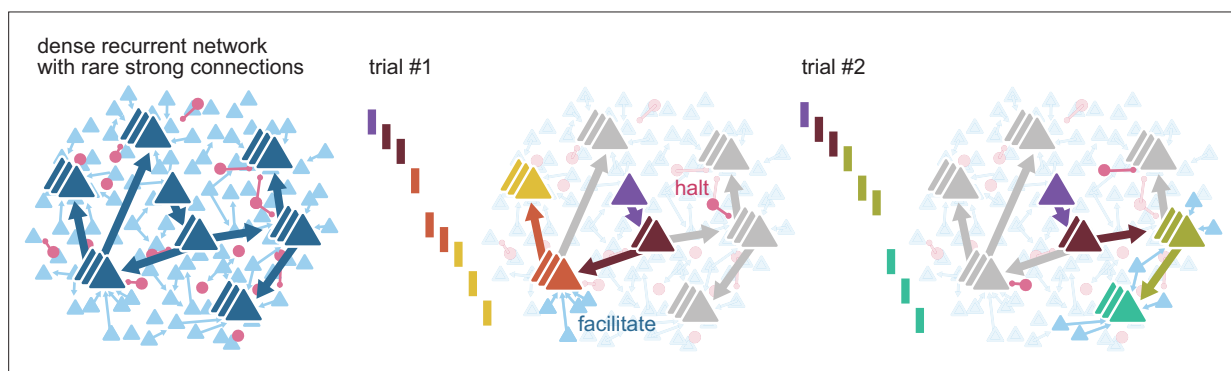 dense recurrent network
with rare strong connections
trial #1
trial #2
halt
facilitate